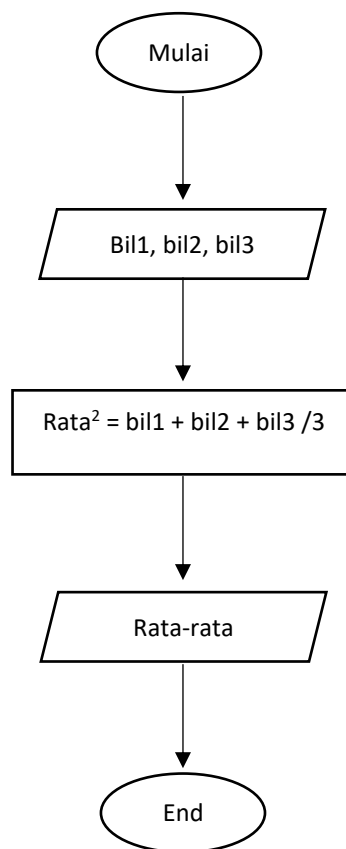 Mulai
Bil1, bil2, bil3
Rata² = bil1 + bil2 + bil3 /3
Rata-rata
End